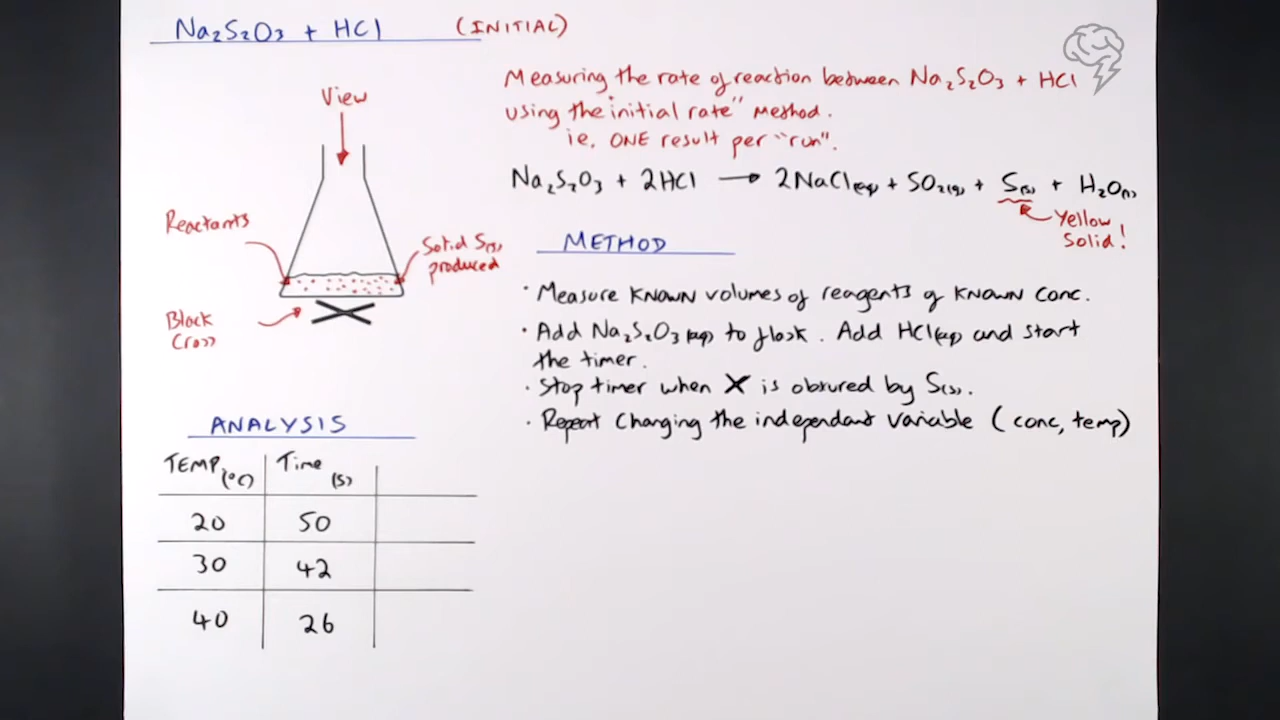 Na2S2O3 + HCl (INITIAL)
Measuring the rate of reaction between Na2S2O3 + HCl
using the "initial rate" method.
ie. ONE result per "run".
Na2S2O3 + 2HCl → 2NaCl(aq) + SO2(g) + S(s) + H2O(l)
Yellow
Solid!
View
Reactants
Solid S(s)
produced
Black
Cross
METHOD
· Measure KNOWN volumes of reagents of KNOWN conc.
· Add Na2S2O3(aq) to flask. Add HCl(aq) and start
the timer.
· Stop timer when X is obsured by S(s).
· Repeat Changing the independant variable (conc, temp)
ANALYSIS
TEMP(°C) Time(s)
20 50
30 42
40 26